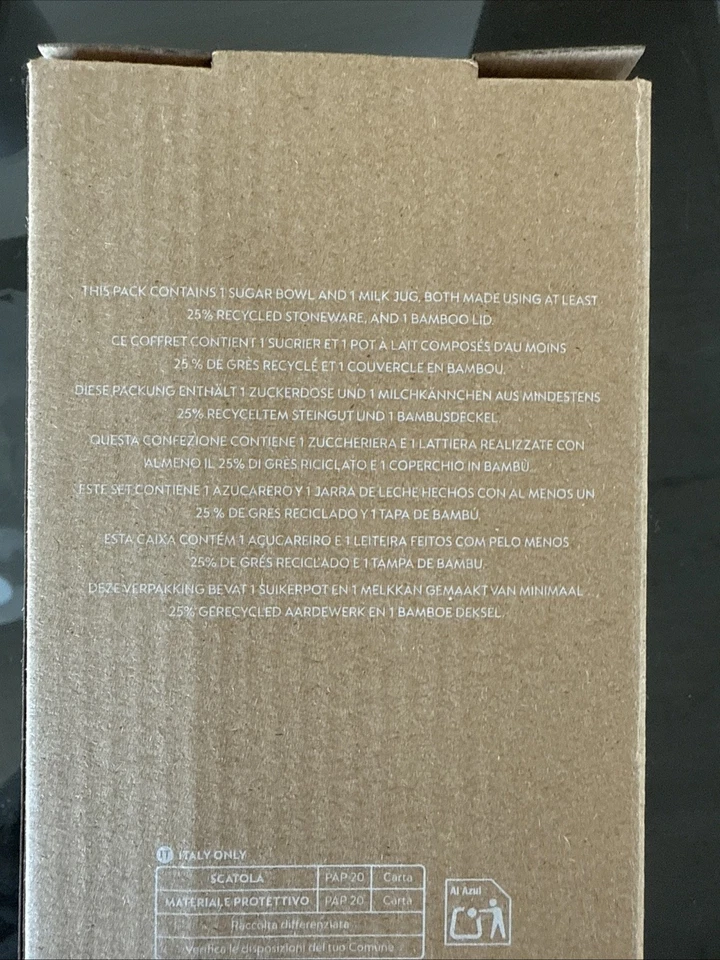 THIS PACK CONTAINS 1 SUGAR BOWL AND 1 MILK JUG, BOTH MADE USING AT LEAST
25% RECYCLED STONEWARE, AND 1 BAMBOO LID.
CE COFFRET CONTIENT 1 SUCRIER ET 1 POT À LAIT COMPOSÉS D'AU MOINS
25 % DE GRÈS RECYCLÉ ET 1 COUVERCLE EN BAMBOU.
DIESE PACKUNG ENTHÄLT 1 ZUCKERDOSE UND 1 MILCHKÄNNCHEN AUS MINDESTENS
25% RECYCELTEM STEINGUT UND 1 BAMBUSDECKEL.
QUESTA CONFEZIONE CONTIENE 1 ZUCCHERIERA E 1 LATTIERA REALIZZATE CON
ALMENO IL 25% DI GRÈS RICICLATO E 1 COPERCHIO IN BAMBÙ.
ESTE SET CONTIENE 1 AZUCARERO Y 1 JARRA DE LECHE HECHOS CON AL MENOS UN
25 % DE GRES RECICLADO Y 1 TAPA DE BAMBÚ.
ESTA CAIXA CONTÉM 1 AÇUCAREIRO E 1 LEITEIRA FEITOS COM PELO MENOS
25% DE GRÉS RECICLADO E 1 TAMPA DE BAMBU.
DEZE VERPAKKING BEVAT 1 SUIKERPOT EN 1 MELKKAN GEMAAKT VAN MINIMAAL
25% GERECYCLED AARDEWERK EN 1 BAMBOE DEKSEL.
IT ITALY ONLY
SCATOLA PAP 20 Carta
MATERIALE PROTETTIVO PAP 20 Carta
Raccolta differenziata
Verifica le disposizioni del tuo Comune
Al Azul